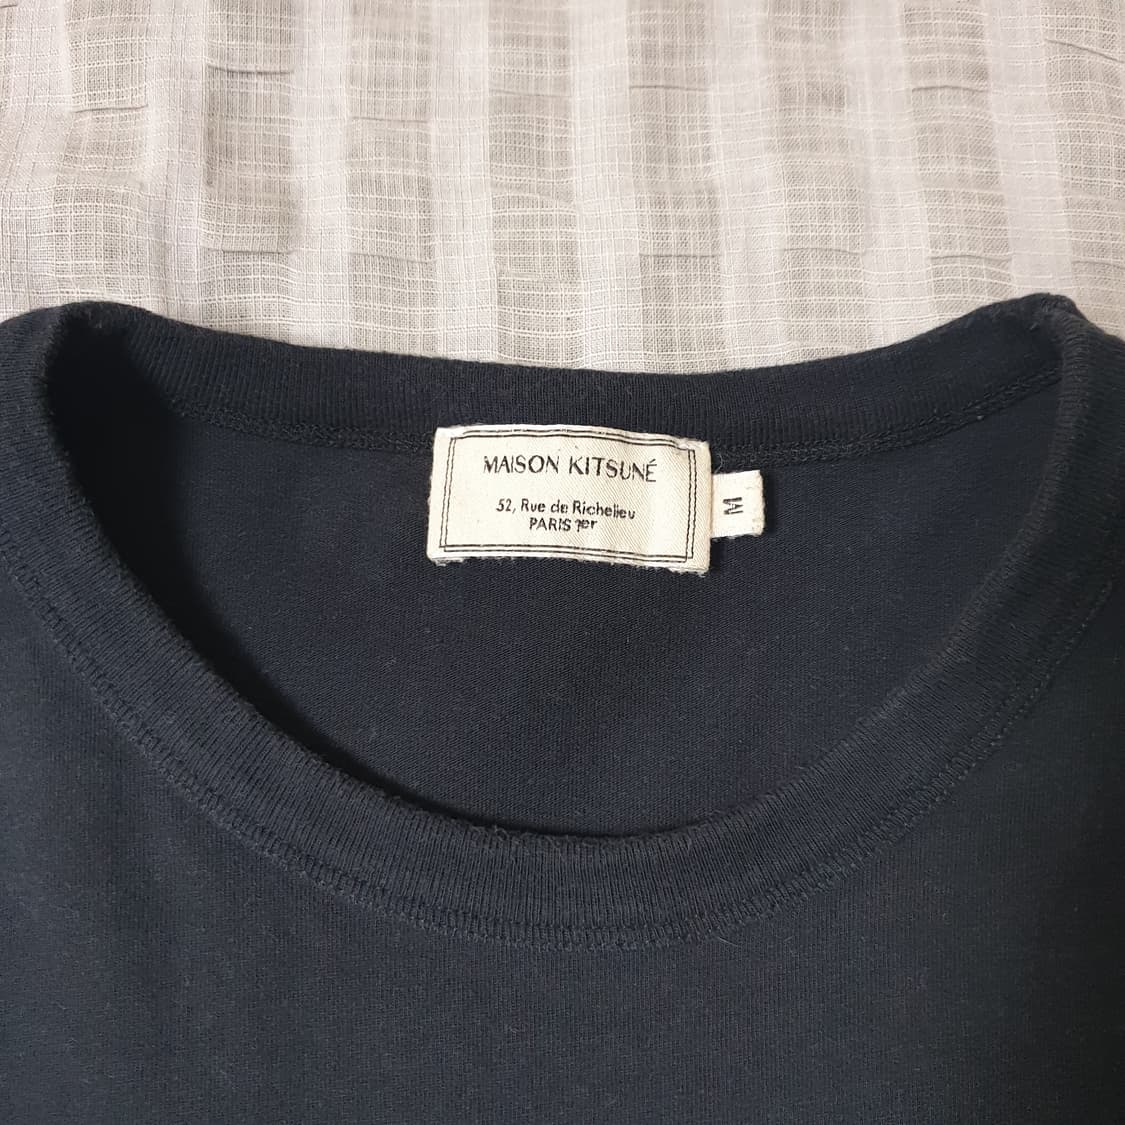 MAISON KITSUNÉ
52, Rue de Richelieu
PARIS 1er
M